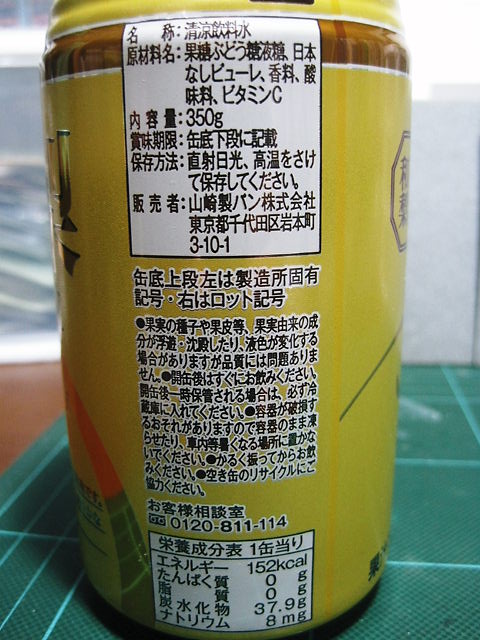 名 称:清涼飲料水
原材料名:果糖ぶどう糖液糖、日本
なしピューレ、香料、酸
味料、ビタミンC
内容量:350g
賞味期限:缶底下段に記載
保存方法:直射日光、高温をさけ
て保存してください。
販売者:山崎製パン株式会社
東京都千代田区岩本町
3-10-1
缶底上段左は製造所固有
記号・右はロット記号
●果実の種子や果皮等、果実由来の成
分が浮遊・沈殿したり、液色が変化する
場合がありますが品質には問題ありま
せん。●開缶後はすぐにお飲みください。
開缶後一時保管される場合は、必ず冷
蔵庫に入れてください。●容器が破損す
るおそれがありますので容器のまま凍
らせたり、車内等暑くなる場所に置かな
いでください。●かるく振ってからお飲
みください。●空き缶のリサイクルにご
協力ください。
お客様相談室
0120-811-114
栄養成分表 1缶当り
エネルギー 152kcal
たんぱく質 0 g
脂質 0 g
炭水化物 37.9g
ナトリウム 8mg